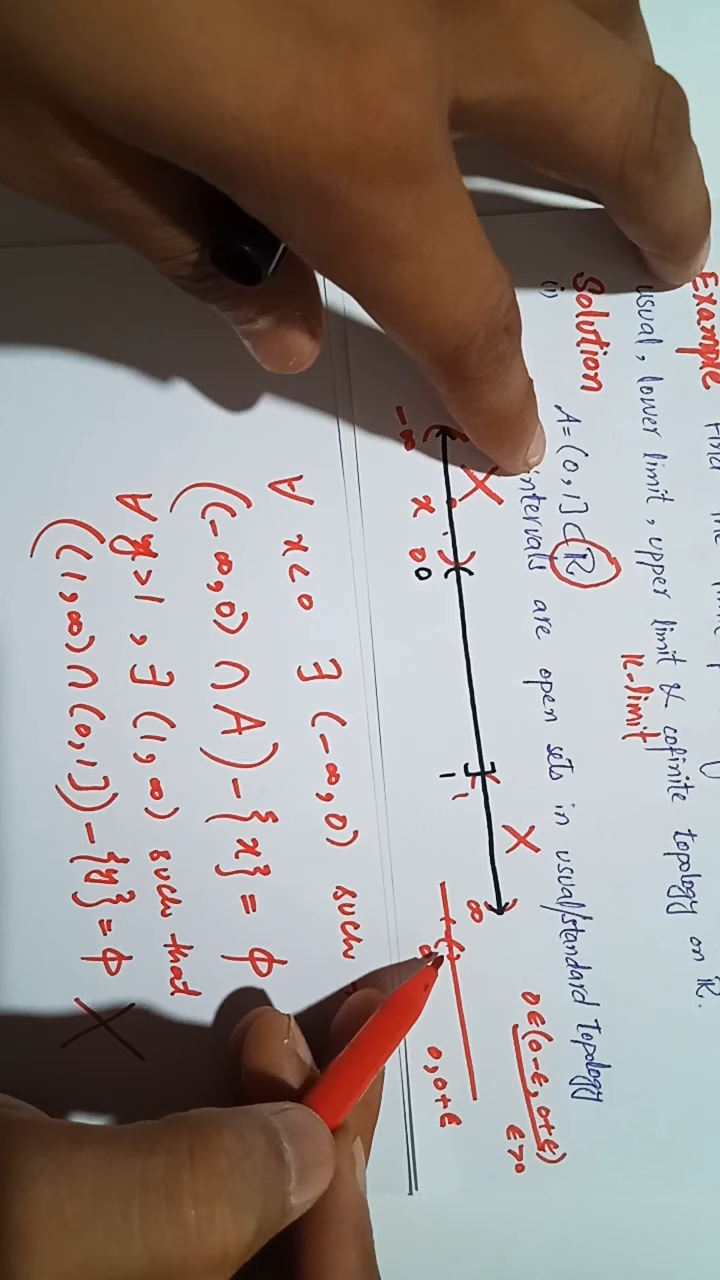 Example Find the
usual, lower limit, upper limit & cofinite topology on ℝ.
K-limit
Solution
i) A = (0,1] ⊂ ℝ
intervals are open sets in usual/standard Topology
X X
-∞ x 0 0 1 1 ∞
0 ∈ (0-ε, 0+ε)
ε>0
0, 0+ε
∀ x<0 ∃ (-∞,0) such
((-∞,0) ∩ A) - {x} = ϕ
∀ y>1, ∃ (1,∞) such that
((1,∞) ∩ (0,1]) - {y} = ϕ X